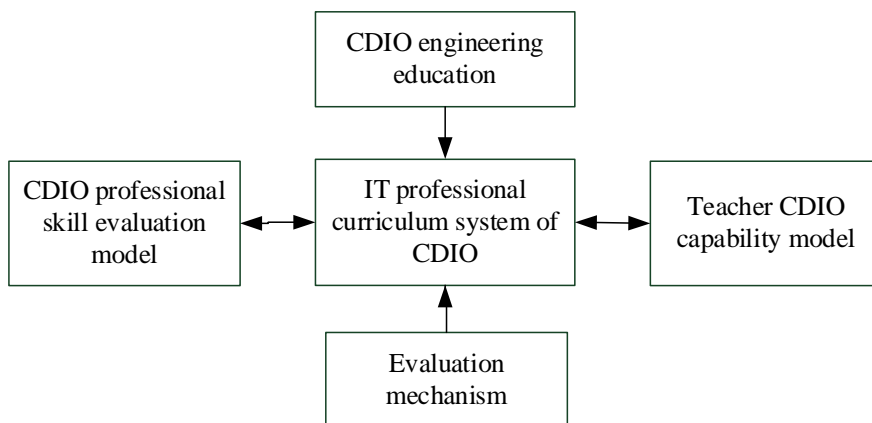 CDIO engineering
education
CDIO professional
skill evaluation
model
IT professional
curriculum system of
CDIO
Teacher CDIO
capability model
Evaluation
mechanism